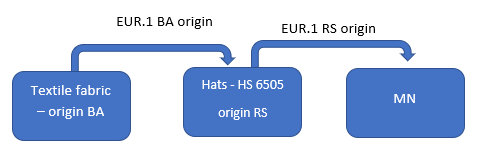 EUR.1 BA origin
EUR.1 RS origin
Textile fabric
– origin BA
Hats - HS 6505
origin RS
MN